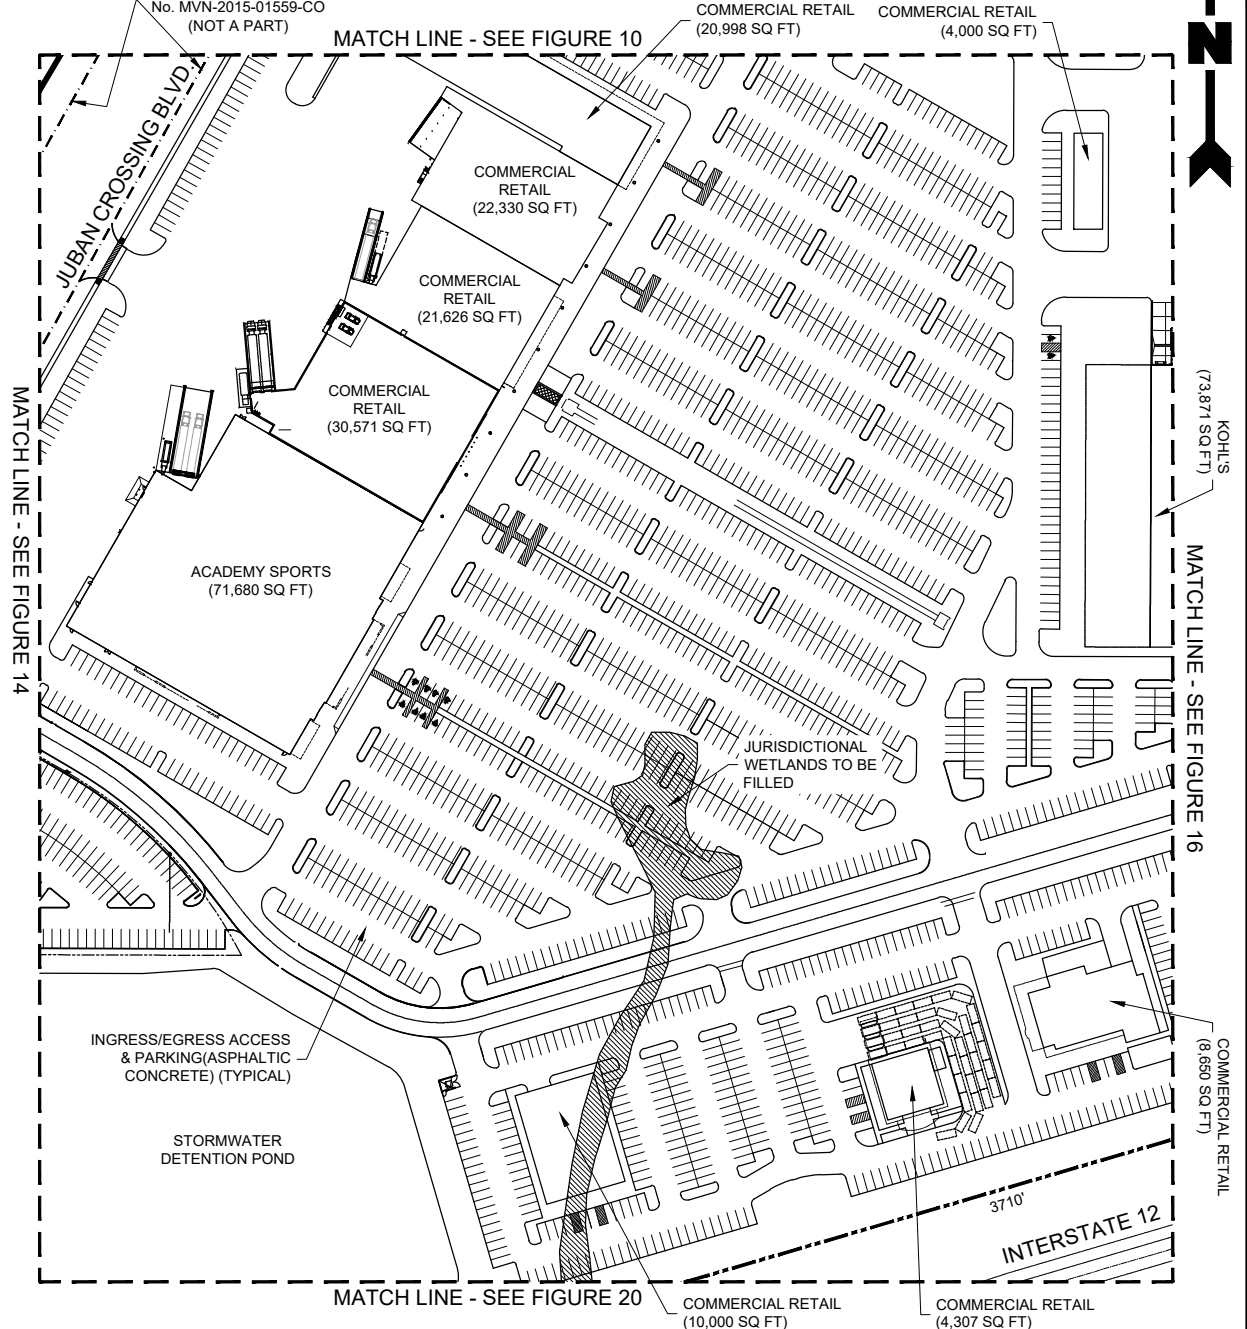 No. MVN-2015-01559-CO
(NOT A PART)
COMMERCIAL RETAIL
(20,998 SQ FT)
COMMERCIAL RETAIL
(4,000 SQ FT)
N
MATCH LINE - SEE FIGURE 10
JUBAN CROSSING BLVD.
COMMERCIAL
RETAIL
(22,330 SQ FT)
COMMERCIAL
RETAIL
(21,626 SQ FT)
COMMERCIAL
RETAIL
(30,571 SQ FT)
KOHL'S
(73,871 SQ FT)
MATCH LINE - SEE FIGURE 14
ACADEMY SPORTS
(71,680 SQ FT)
MATCH LINE - SEE FIGURE 16
JURISDICTIONAL
WETLANDS TO BE
FILLED
INGRESS/EGRESS ACCESS
& PARKING(ASPHALTIC
CONCRETE) (TYPICAL)
COMMERCIAL RETAIL
(8,650 SQ FT)
STORMWATER
DETENTION POND
3710'
INTERSTATE 12
MATCH LINE - SEE FIGURE 20
COMMERCIAL RETAIL
(10,000 SQ FT)
COMMERCIAL RETAIL
(4,307 SQ FT)